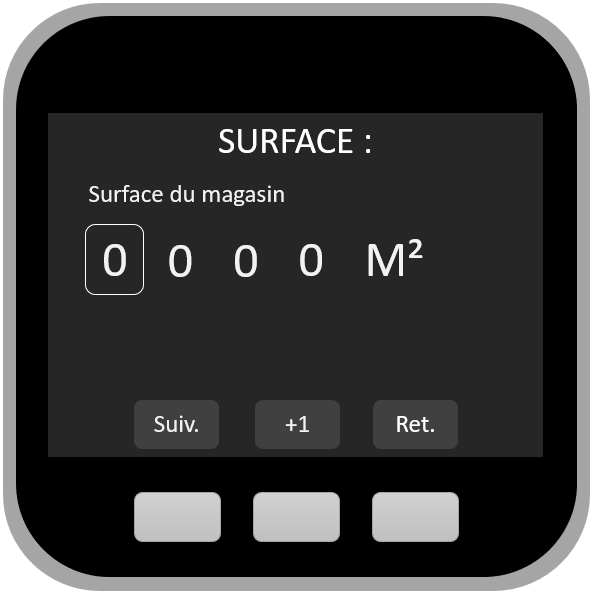 SURFACE :
Surface du magasin
0 0 0 0 M²
Suiv. +1 Ret.